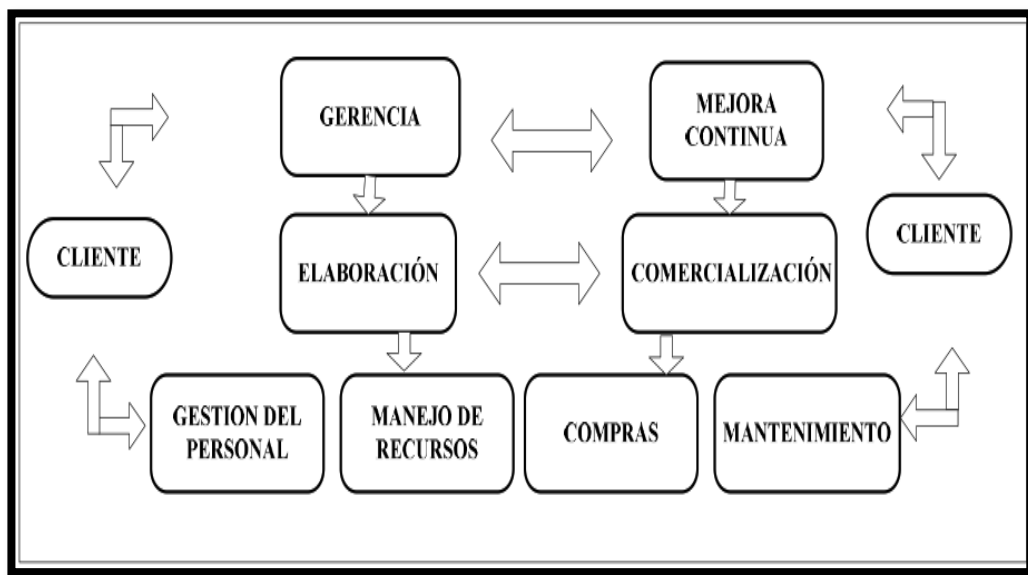 GERENCIA
MEJORA
CONTINUA
CLIENTE
ELABORACIÓN
COMERCIALIZACIÓN
CLIENTE
GESTION DEL
PERSONAL
MANEJO DE
RECURSOS
COMPRAS
MANTENIMIENTO